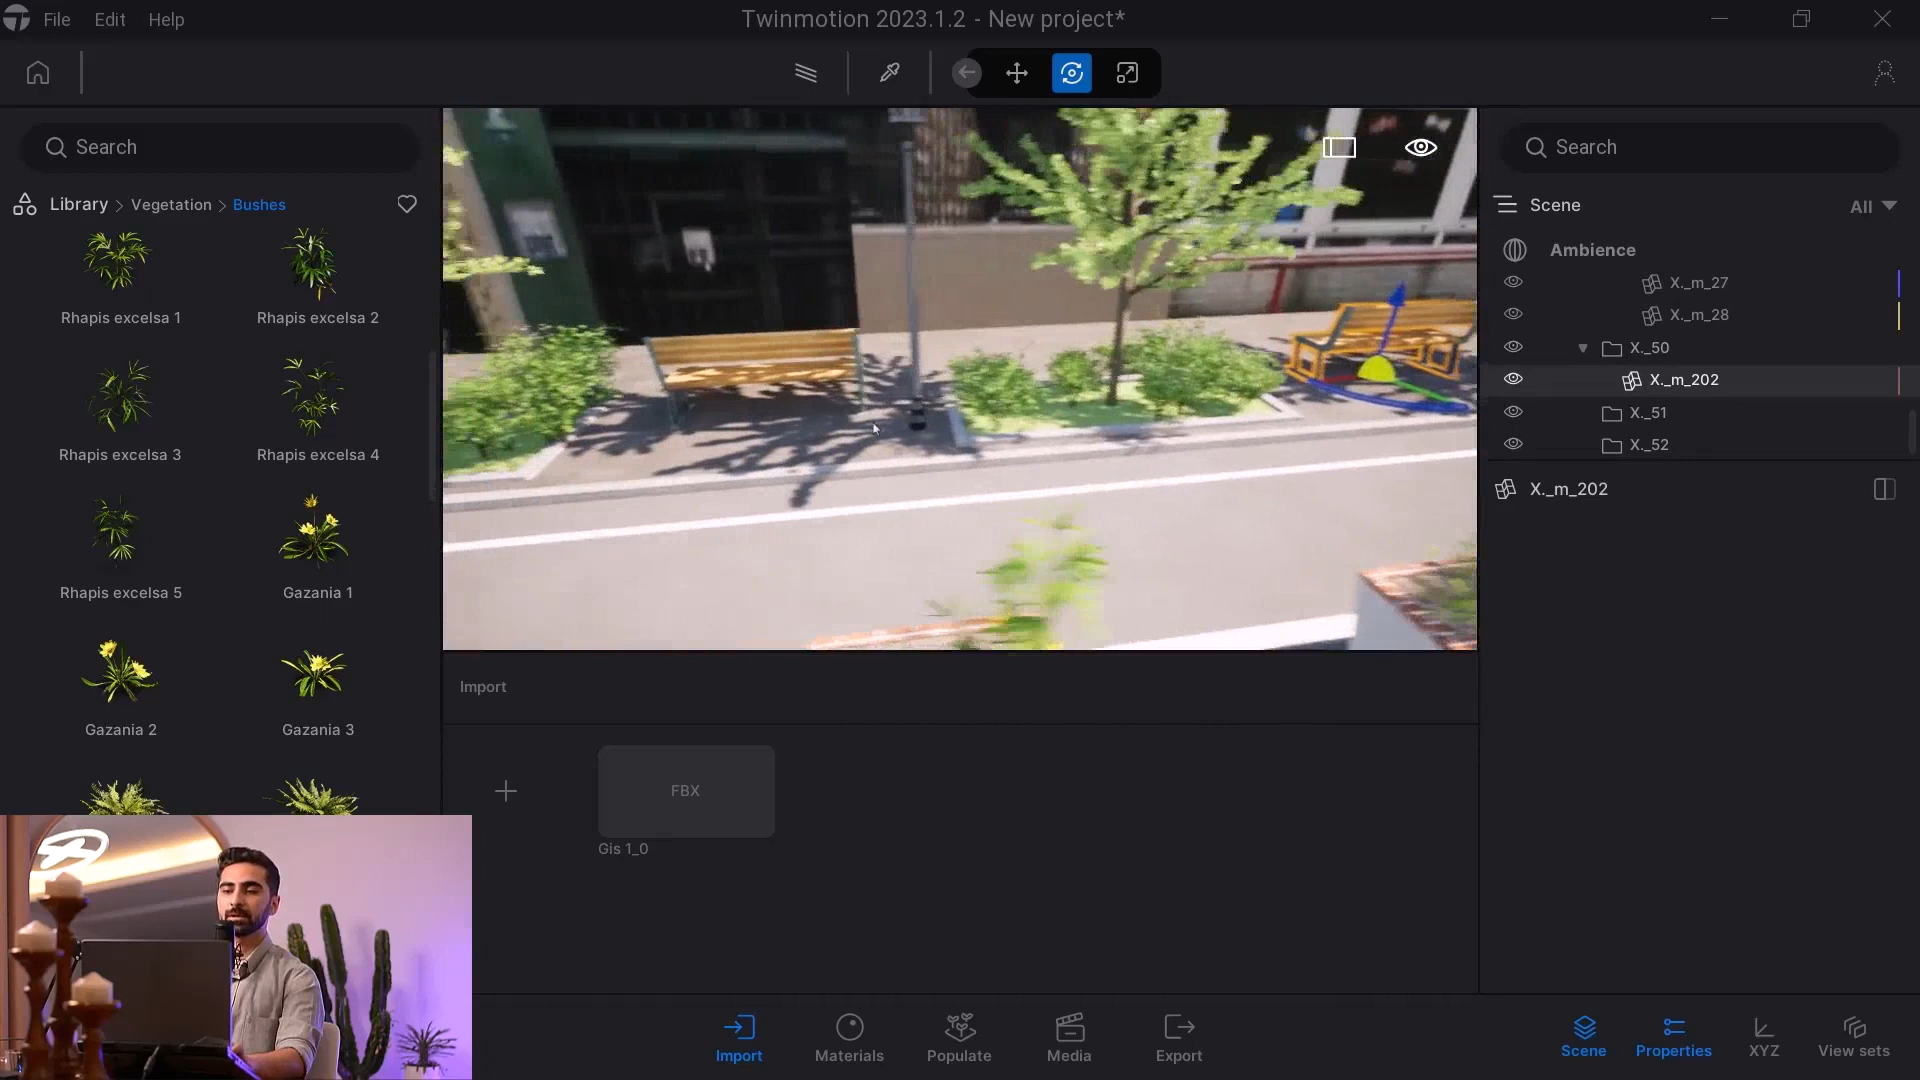 File Edit Help
Twinmotion 2023.1.2 - New project*
Search
Library > Vegetation > Bushes
Rhapis excelsa 1
Rhapis excelsa 2
Rhapis excelsa 3
Rhapis excelsa 4
Rhapis excelsa 5
Gazania 1
Gazania 2
Gazania 3
Import
FBX
Gis 1_0
Search
Scene
All
Ambience
X._m_27
X._m_28
X._50
X._m_202
X._51
X._52
X._m_202
Import
Materials
Populate
Media
Export
Scene
Properties
XYZ
View sets